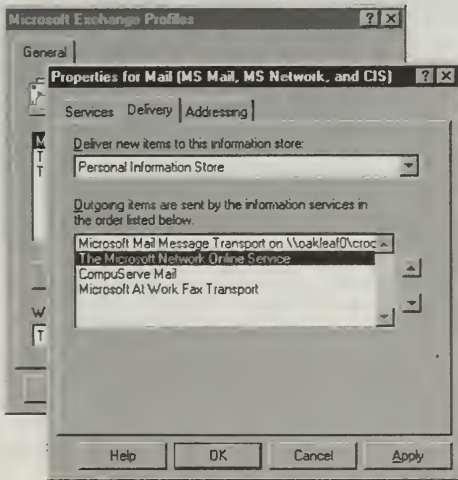 Microsoft Exchange Profiles
General
Properties for Mail (MS Mail, MS Network, and CIS)
Services Delivery Addressing
Deliver new items to this information store:
Personal Information Store
Outgoing items are sent by the information services in
the order listed below.
Microsoft Mail Message Transport on \\oakleaf0\croc
The Microsoft Network Online Service
CompuServe Mail
Microsoft At Work Fax Transport
Help OK Cancel Apply